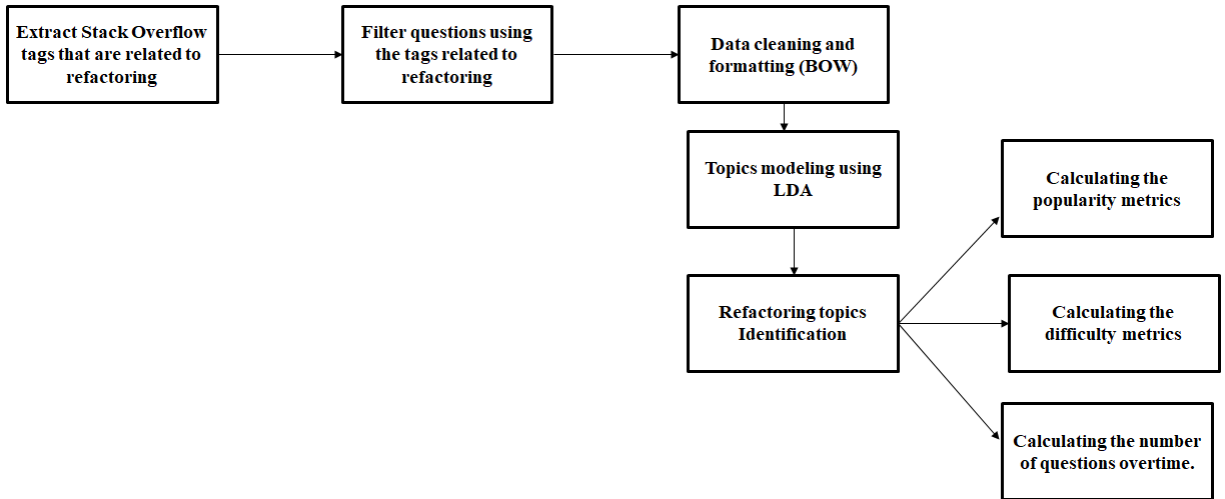 Extract Stack Overflow
tags that are related to
refactoring
Filter questions using
the tags related to
refactoring
Data cleaning and
formatting (BOW)
Topics modeling using
LDA
Refactoring topics
Identification
Calculating the
popularity metrics
Calculating the
difficulty metrics
Calculating the number
of questions overtime.